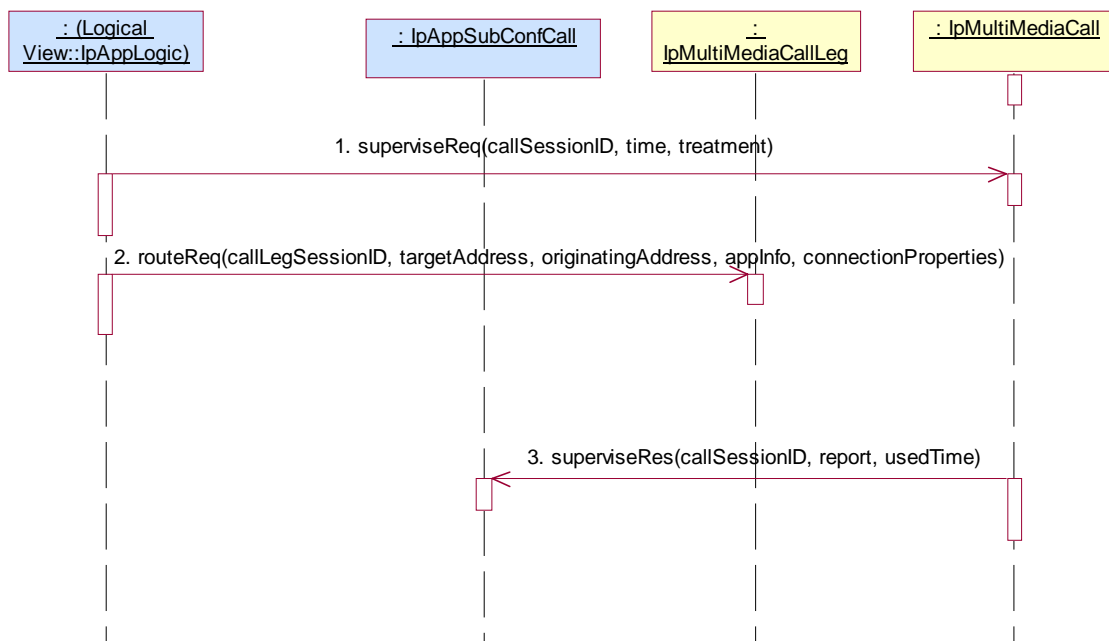 : (Logical
View::IpAppLogic)
: IpAppSubConfCall
:
IpMultiMediaCallLeg
: IpMultiMediaCall
1. superviseReq(callSessionID, time, treatment)
2. routeReq(callLegSessionID, targetAddress, originatingAddress, appInfo, connectionProperties)
3. superviseRes(callSessionID, report, usedTime)